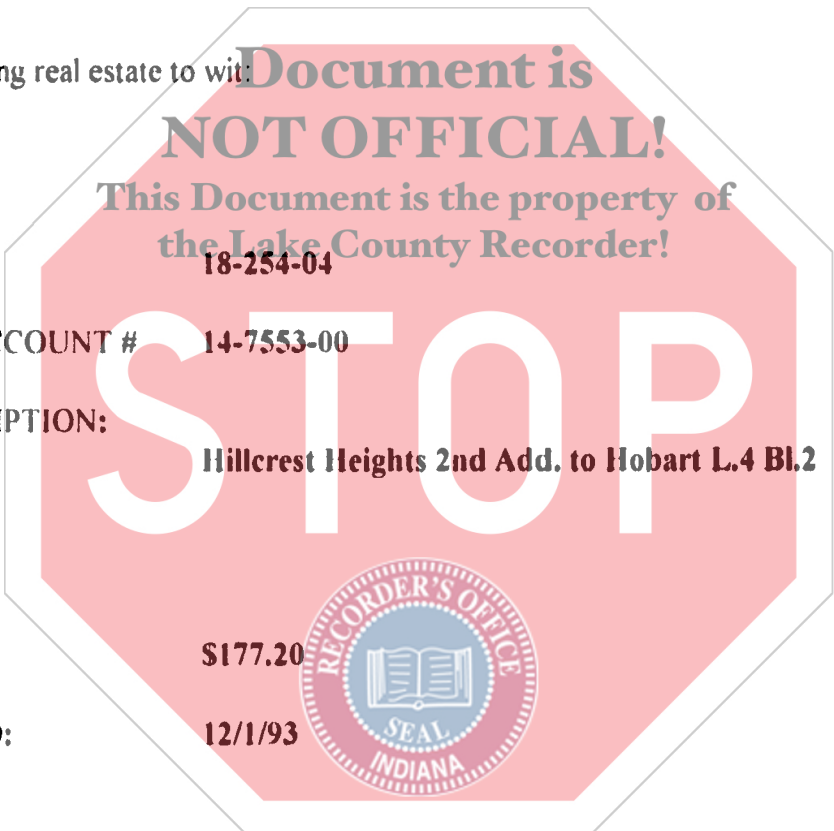 ng real estate to wit:
Document is
NOT OFFICIAL!
This Document is the property of
the Lake County Recorder!
18-254-04
COUNT # 14-7553-00
PTION:
Hillcrest Heights 2nd Add. to Hobart L.4 Bl.2
STOP
$177.20
RECORDER'S OFFICE
SEAL
INDIANA
12/1/93